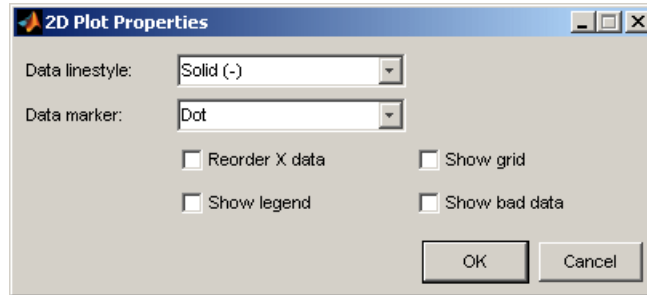 2D Plot Properties
Data linestyle: Solid (-)
Data marker: Dot
Reorder X data Show grid
Show legend Show bad data
OK Cancel